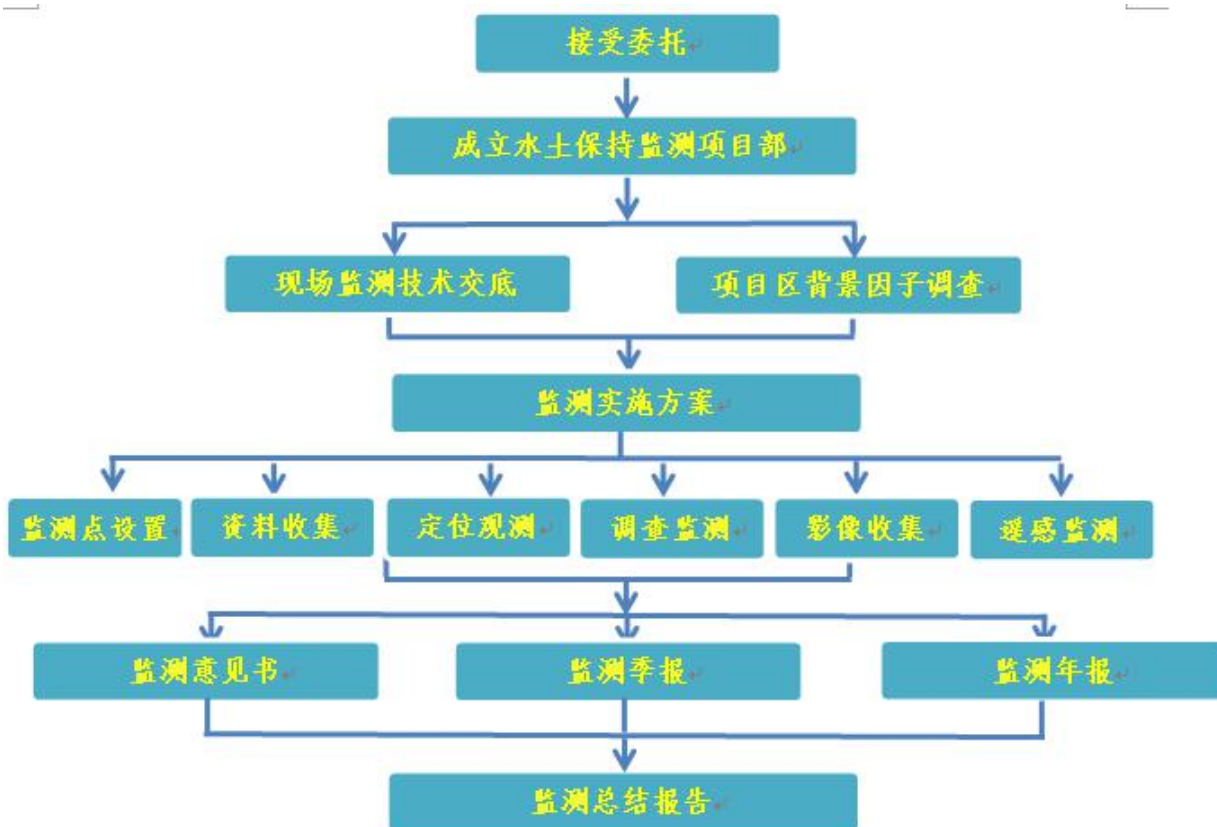 接受委托
成立水土保持监测项目部
现场监测技术交底
项目区背景因子调查
监测实施方案
监测点设置
资料收集
定位观测
调查监测
影像收集
遥感监测
监测意见书
监测季报
监测年报
监测总结报告